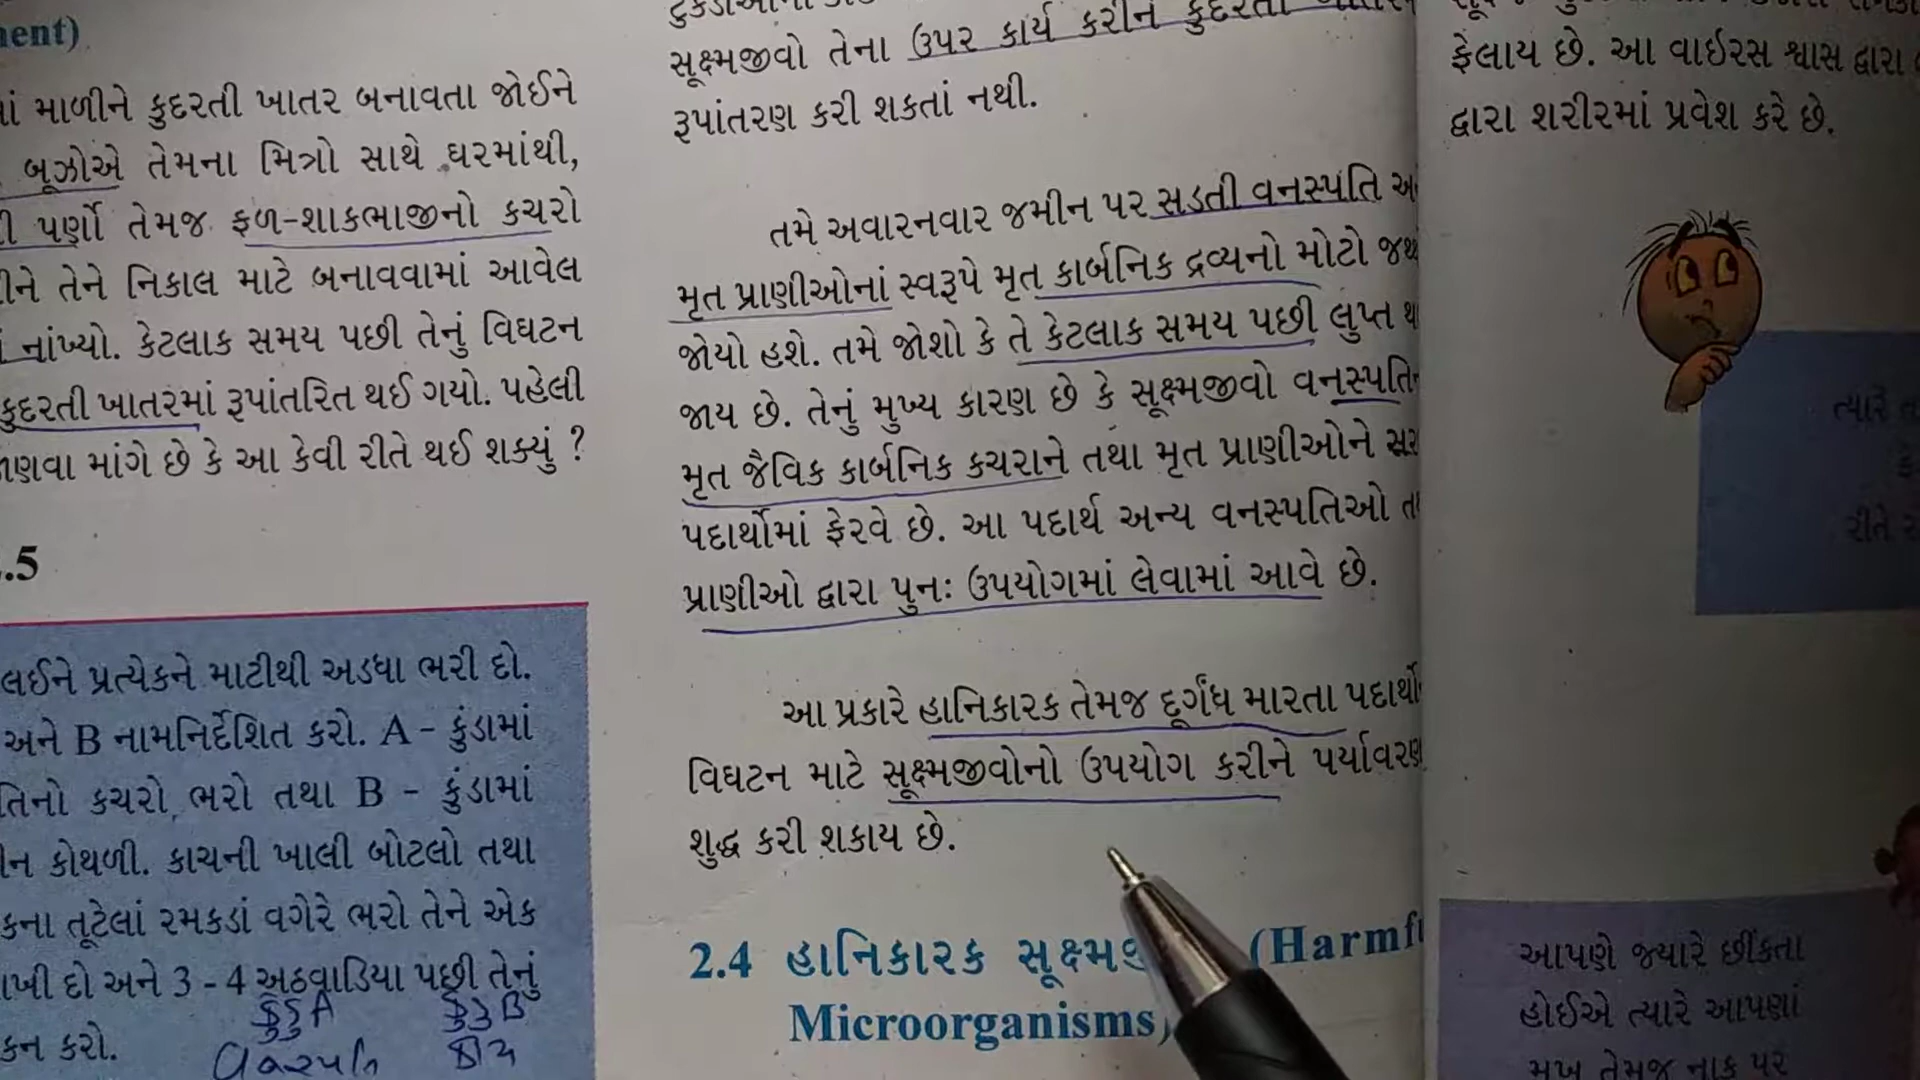 ment)
માળીને કુદરતી ખાતર બનાવતા જોઈને
બૂઝોએ તેમના મિત્રો સાથે ઘરમાંથી,
પર્ણો તેમજ ફળ-શાકભાજીનો કચરો
તેને નિકાલ માટે બનાવવામાં આવેલ
નાંખ્યો. કેટલાક સમય પછી તેનું વિઘટન
કુદરતી ખાતરમાં રૂપાંતરિત થઈ ગયો. પહેલી
માંગે છે કે આ કેવી રીતે થઈ શક્યું ?
.5
લઈને પ્રત્યેકને માટીથી અડધા ભરી દો.
અને B નામનિર્દેશિત કરો. A - કુંડામાં
કચરો ભરો તથા B - કુંડામાં
કોથળી. કાચની ખાલી બોટલો તથા
તૂટેલાં રમકડાં વગેરે ભરો તેને એક
દો અને 3 - 4 અઠવાડિયા પછી તેનું
કુંડું A કુંડું B
કન કરો.
કાચ
સૂક્ષ્મજીવો તેના ઉપર કાર્ય કરીને કુદરતી
રૂપાંતરણ કરી શકતાં નથી.
તમે અવારનવાર જમીન પર સડતી વનસ્પતિ
મૃત પ્રાણીઓનાં સ્વરૂપે મૃત કાર્બનિક દ્રવ્યનો મોટો
જોયો હશે. તમે જોશો કે તે કેટલાક સમય પછી લુપ્ત
જાય છે. તેનું મુખ્ય કારણ છે કે સૂક્ષ્મજીવો વનસ્પતિ
મૃત જૈવિક કાર્બનિક કચરાને તથા મૃત પ્રાણીઓને
પદાર્થોમાં ફેરવે છે. આ પદાર્થ અન્ય વનસ્પતિઓ
પ્રાણીઓ દ્વારા પુનઃ ઉપયોગમાં લેવામાં આવે છે.
આ પ્રકારે હાનિકારક તેમજ દૂર્ગંધ મારતા પદાર્થો
વિઘટન માટે સૂક્ષ્મજીવોનો ઉપયોગ કરીને પર્યાવરણ
શુદ્ધ કરી શકાય છે.
2.4 હાનિકારક સૂક્ષ્મજી (Harmfu
Microorganisms)
ફેલાય છે. આ વાઇરસ શ્વાસ દ્વારા
દ્વારા શરીરમાં પ્રવેશ કરે છે.
ત્યારે
રીતે
આપણે જ્યારે છીંકતા
હોઈએ ત્યારે આપણાં
મુખ તેમજ નાક પર